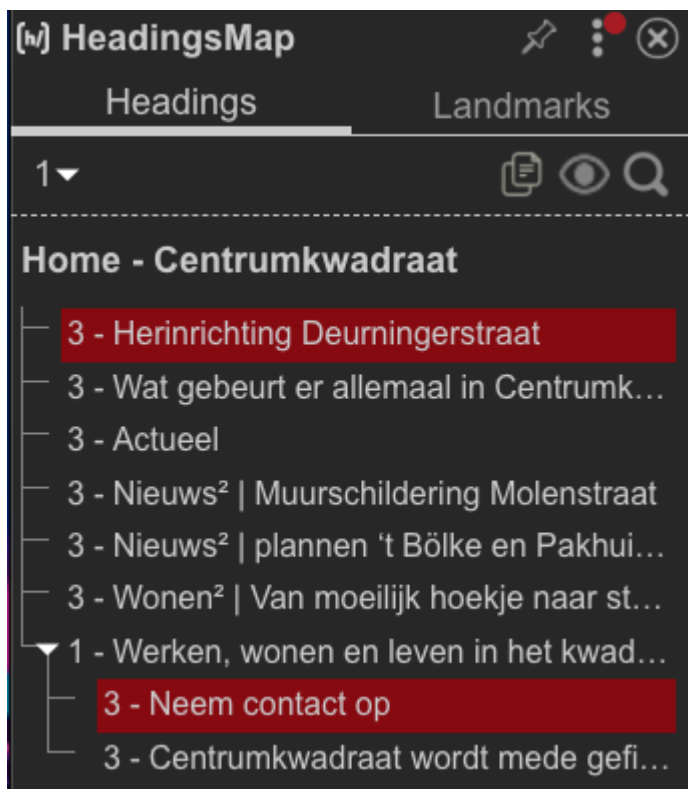 HeadingsMap
Headings Landmarks
1
Home - Centrumkwadraat
3 - Herinrichting Deurningerstraat
3 - Wat gebeurt er allemaal in Centrumk…
3 - Actueel
3 - Nieuws² | Muurschildering Molenstraat
3 - Nieuws² | plannen ‘t Bölke en Pakhui…
3 - Wonen² | Van moeilijk hoekje naar st…
1 - Werken, wonen en leven in het kwad…
3 - Neem contact op
3 - Centrumkwadraat wordt mede gefi…